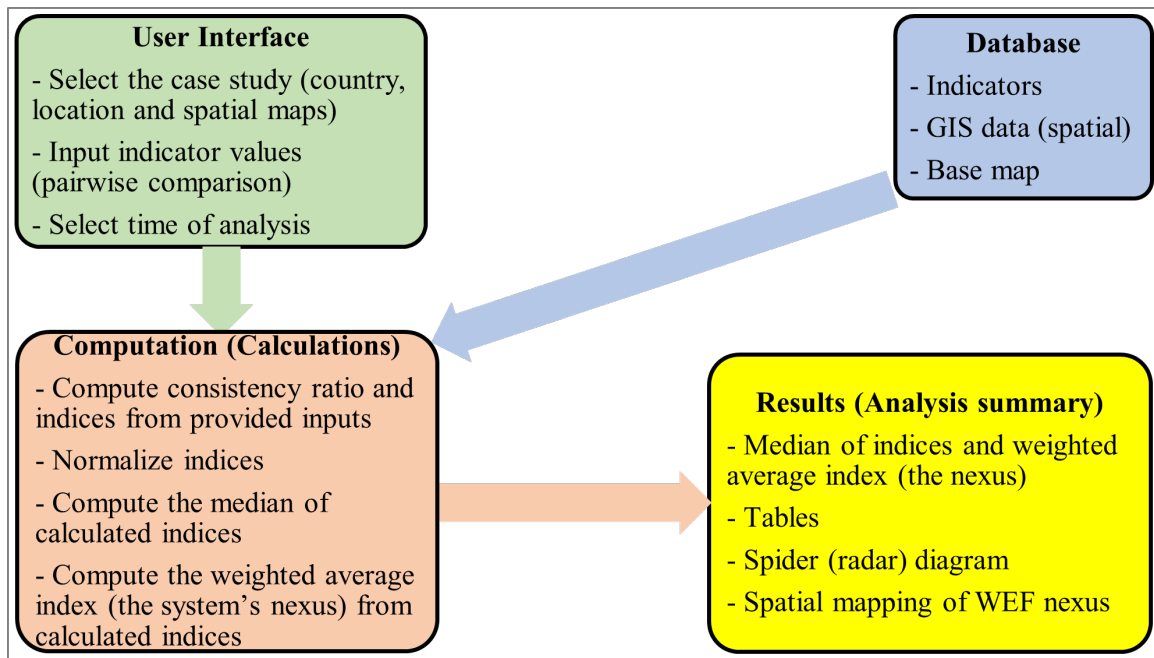 User Interface
- Select the case study (country,
location and spatial maps)
- Input indicator values
(pairwise comparison)
- Select time of analysis
Database
- Indicators
- GIS data (spatial)
- Base map
Computation (Calculations)
- Compute consistency ratio and
indices from provided inputs
- Normalize indices
- Compute the median of
calculated indices
- Compute the weighted average
index (the system’s nexus) from
calculated indices
Results (Analysis summary)
- Median of indices and weighted
average index (the nexus)
- Tables
- Spider (radar) diagram
- Spatial mapping of WEF nexus